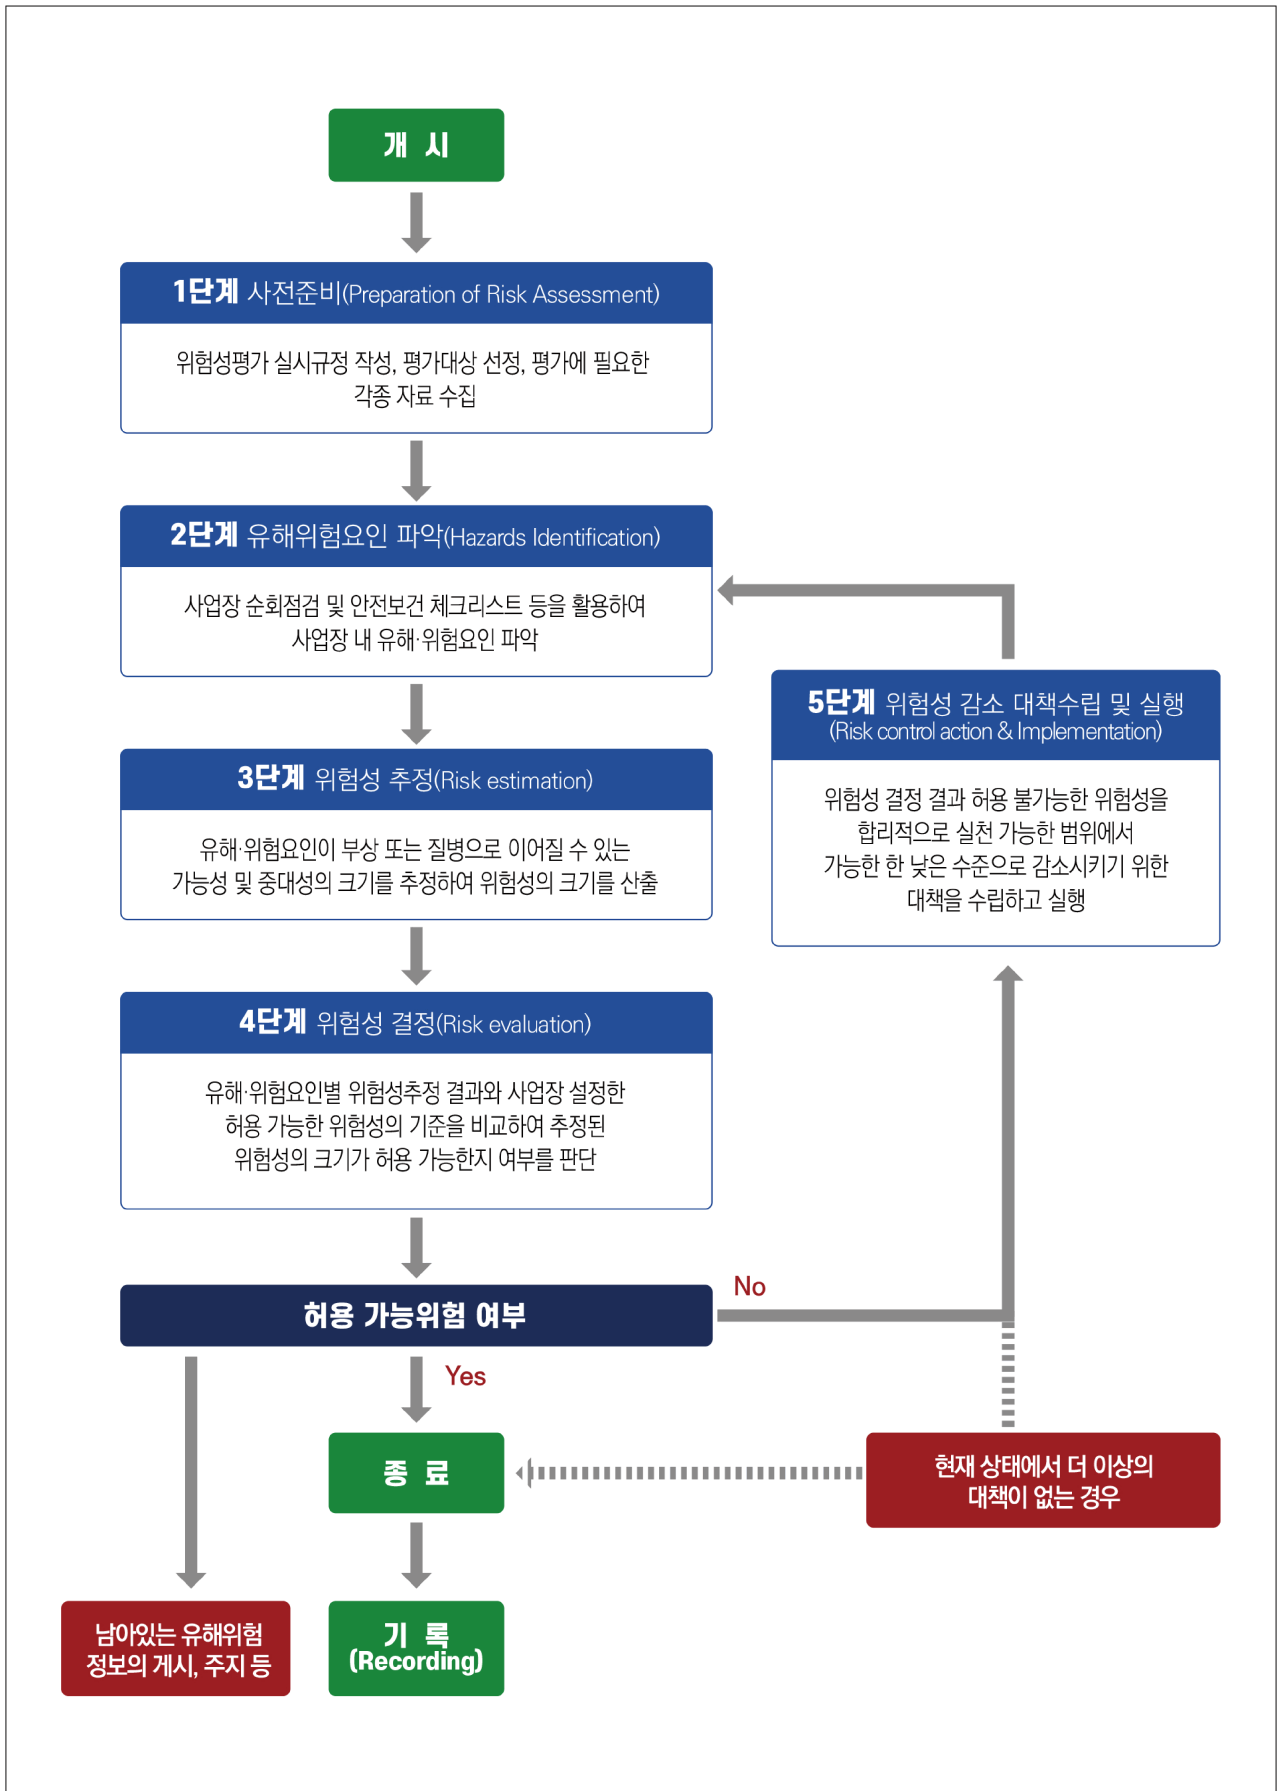 개 시
1단계 사전준비(Preparation of Risk Assessment)
위험성평가 실시규정 작성, 평가대상 선정, 평가에 필요한
각종 자료 수집
2단계 유해위험요인 파악(Hazards Identification)
사업장 순회점검 및 안전보건 체크리스트 등을 활용하여
사업장 내 유해·위험요인 파악
3단계 위험성 추정(Risk estimation)
유해·위험요인이 부상 또는 질병으로 이어질 수 있는
가능성 및 중대성의 크기를 추정하여 위험성의 크기를 산출
4단계 위험성 결정(Risk evaluation)
유해·위험요인별 위험성추정 결과와 사업장 설정한
허용 가능한 위험성의 기준을 비교하여 추정된
위험성의 크기가 허용 가능한지 여부를 판단
허용 가능위험 여부
No
5단계 위험성 감소 대책수립 및 실행
(Risk control action & Implementation)
위험성 결정 결과 허용 불가능한 위험성을
합리적으로 실천 가능한 범위에서
가능한 한 낮은 수준으로 감소시키기 위한
대책을 수립하고 실행
Yes
종 료
현재 상태에서 더 이상의
대책이 없는 경우
남아있는 유해위험
정보의 게시, 주지 등
기 록
(Recording)